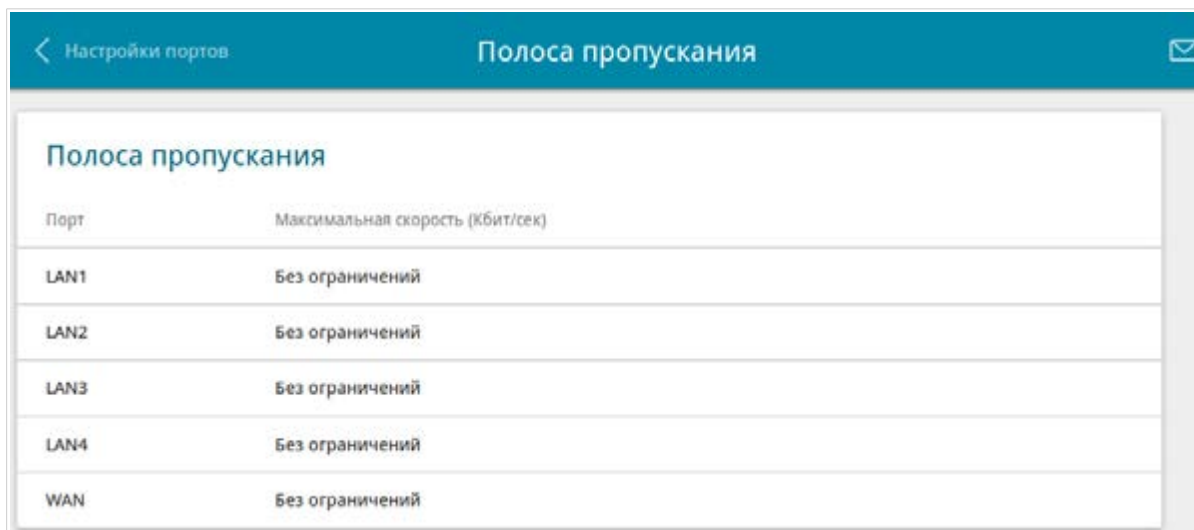 Настройки портов Полоса пропускания
Полоса пропускания
Порт Максимальная скорость (Кбит/сек)
LAN1 Без ограничений
LAN2 Без ограничений
LAN3 Без ограничений
LAN4 Без ограничений
WAN Без ограничений